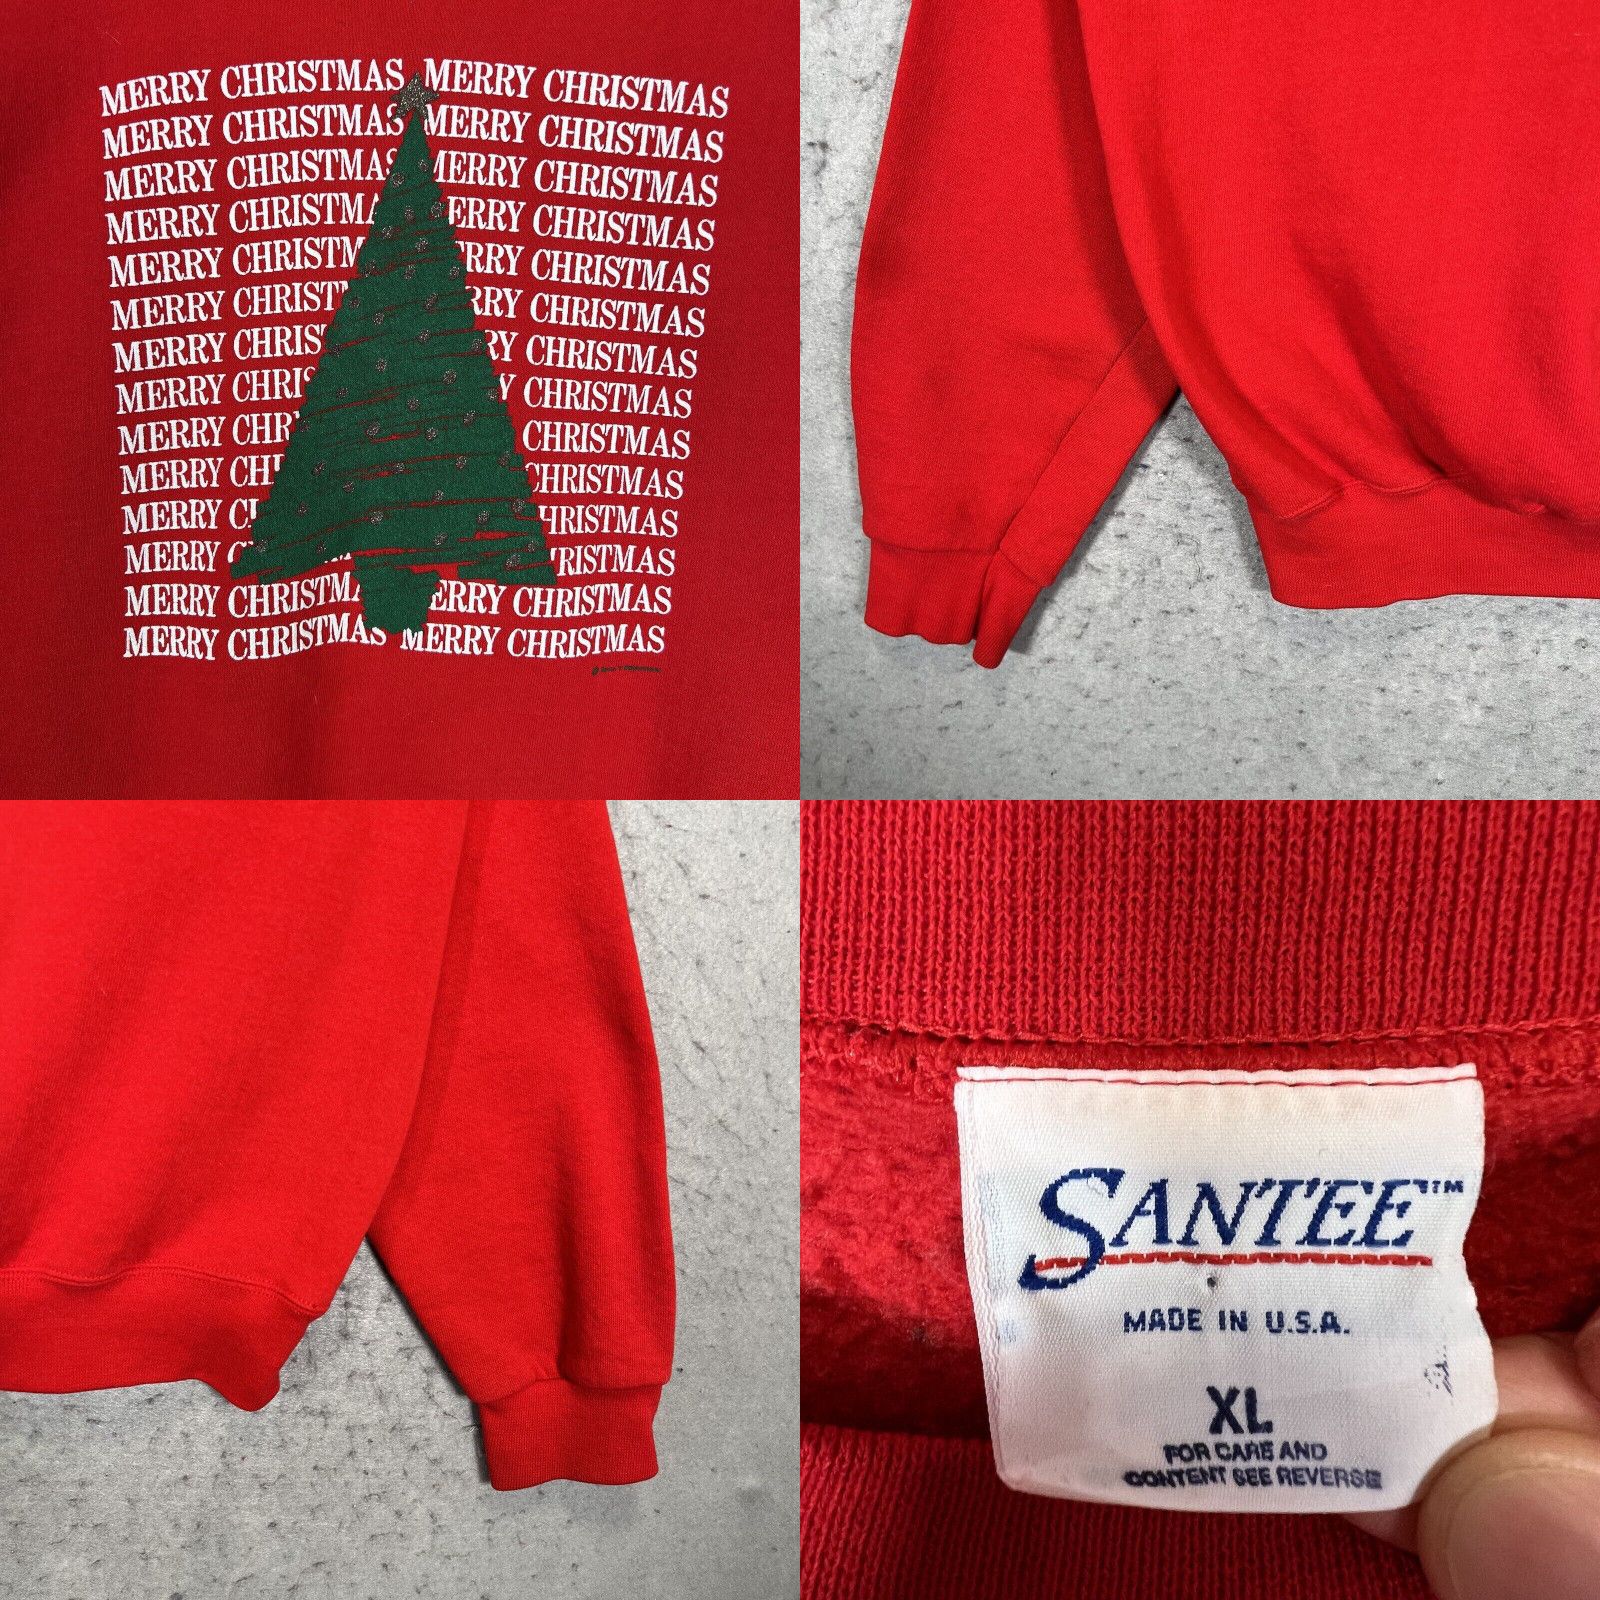 MERRY CHRISTMAS MERRY CHRISTMAS
MERRY CHRISTMAS MERRY CHRISTMAS
MERRY CHRISTMAS MERRY CHRISTMAS
MERRY CHRISTMA ERRY CHRISTMAS
MERRY CHRISTM RRY CHRISTMAS
MERRY CHRISTM RRY CHRISTMAS
MERRY CHRIS RY CHRISTMAS
MERRY CHRIS Y CHRISTMAS
MERRY CHR CHRISTMAS
MERRY CH CHRISTMAS
MERRY C HRISTMAS
MERRY C RISTMAS
MERRY CHRISTMA ERRY CHRISTMAS
MERRY CHRISTMAS MERRY CHRISTMAS
SANTEE™
MADE IN U.S.A.
XL
FOR CARE AND
CONTENT SEE REVERSE